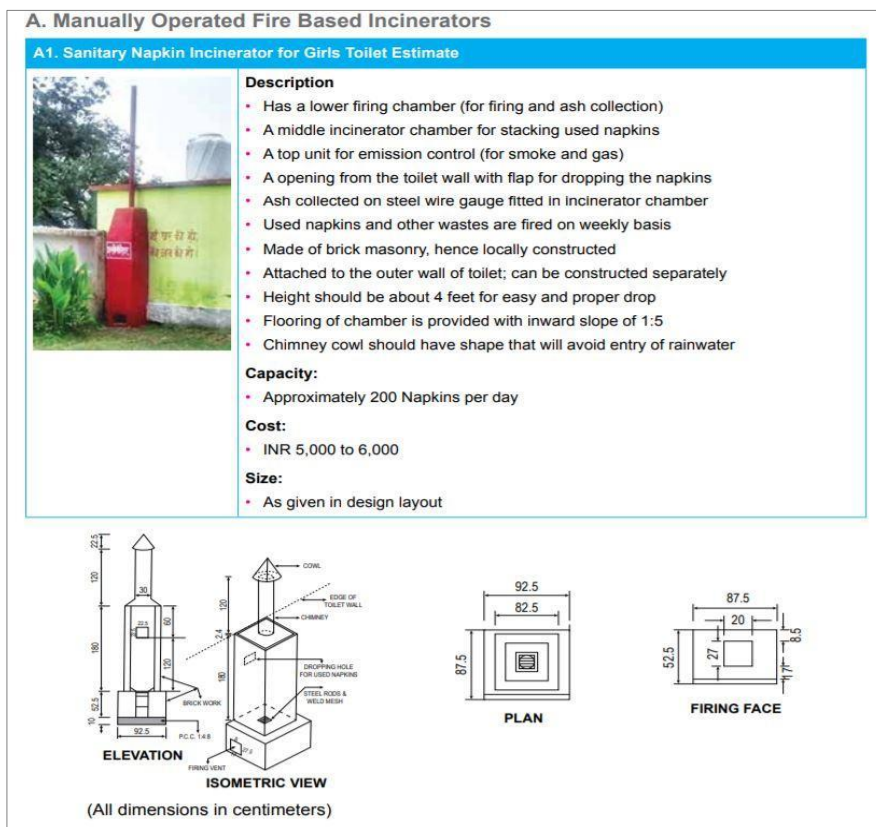 A. Manually Operated Fire Based Incinerators
A1. Sanitary Napkin Incinerator for Girls Toilet Estimate
Description
• Has a lower firing chamber (for firing and ash collection)
• A middle incinerator chamber for stacking used napkins
• A top unit for emission control (for smoke and gas)
• A opening from the toilet wall with flap for dropping the napkins
• Ash collected on steel wire gauge fitted in incinerator chamber
• Used napkins and other wastes are fired on weekly basis
• Made of brick masonry, hence locally constructed
• Attached to the outer wall of toilet; can be constructed separately
• Height should be about 4 feet for easy and proper drop
• Flooring of chamber is provided with inward slope of 1:5
• Chimney cowl should have shape that will avoid entry of rainwater
Capacity:
• Approximately 200 Napkins per day
Cost:
• INR 5,000 to 6,000
Size:
• As given in design layout
22.5
120
30
22.5
60
180
120
52.5
10
92.5
BRICK WORK
P.C.C. 1:4:8
ELEVATION
COWL
EDGE OF
TOILET WALL
CHIMNEY
120
2.4
180
DROPPING HOLE
FOR USED NAPKINS
STEEL RODS &
WELD MESH
27.5
FIRING VENT
ISOMETRIC VIEW
92.5
82.5
87.5
PLAN
87.5
20
8.5
52.5
27
17
FIRING FACE
(All dimensions in centimeters)